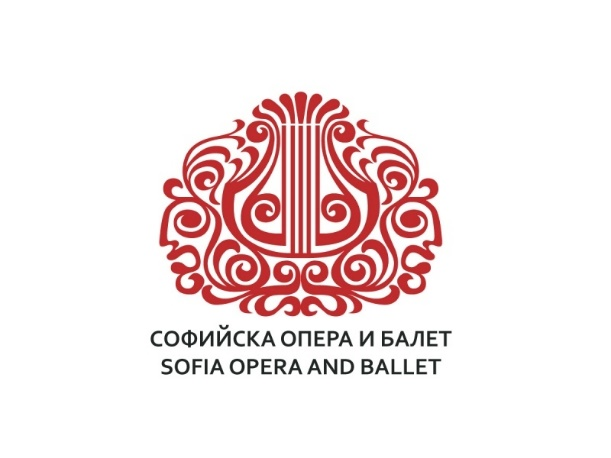 СОФИЙСКА ОПЕРА И БАЛЕТ
SOFIA OPERA AND BALLET